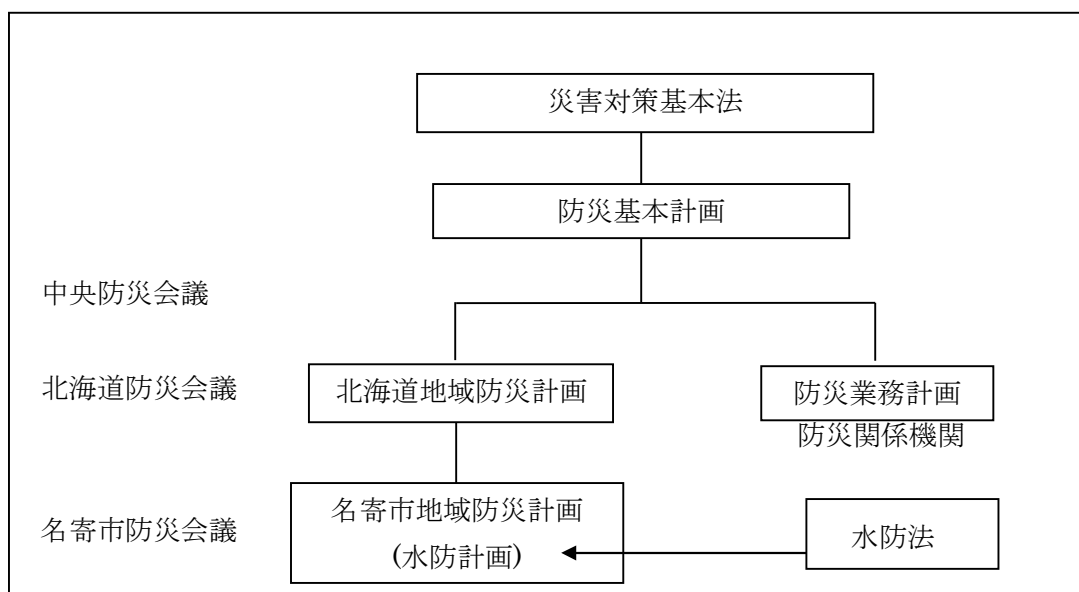 災害対策基本法
防災基本計画
中央防災会議
北海道防災会議
北海道地域防災計画
防災業務計画
防災関係機関
名寄市防災会議
名寄市地域防災計画
(水防計画)
水防法